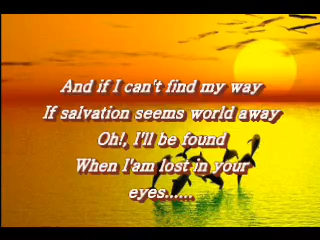 And if I can't find my way
If salvation seems world away
Oh!, I'll be found
When I'am lost in your
eyes......